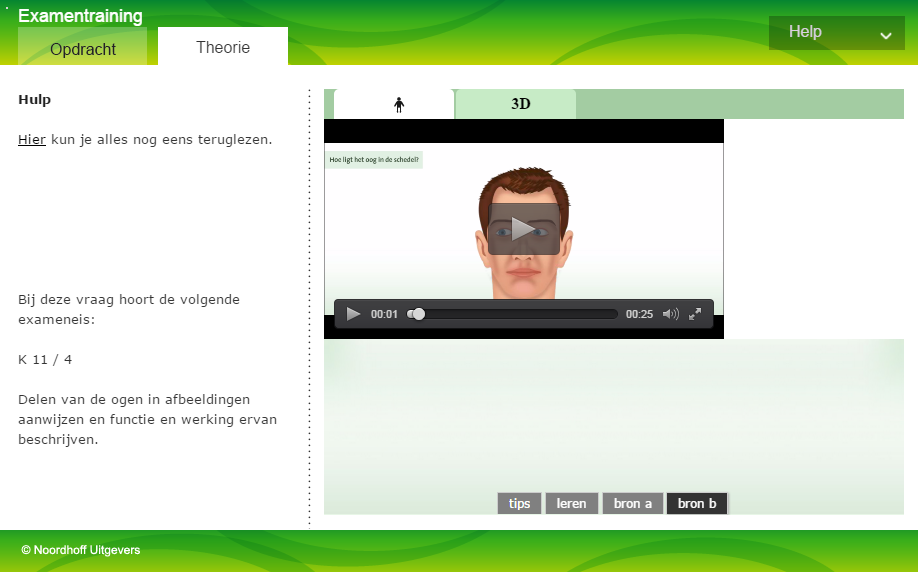 Examentraining
Opdracht
Theorie
Help
Hulp
Hier kun je alles nog eens teruglezen.
Bij deze vraag hoort de volgende
exameneis:
K 11 / 4
Delen van de ogen in afbeeldingen
aanwijzen en functie en werking ervan
beschrijven.
3D
Hoe ligt het oog in de schedel?
00:01
00:25
tips
leren
bron a
bron b
© Noordhoff Uitgevers